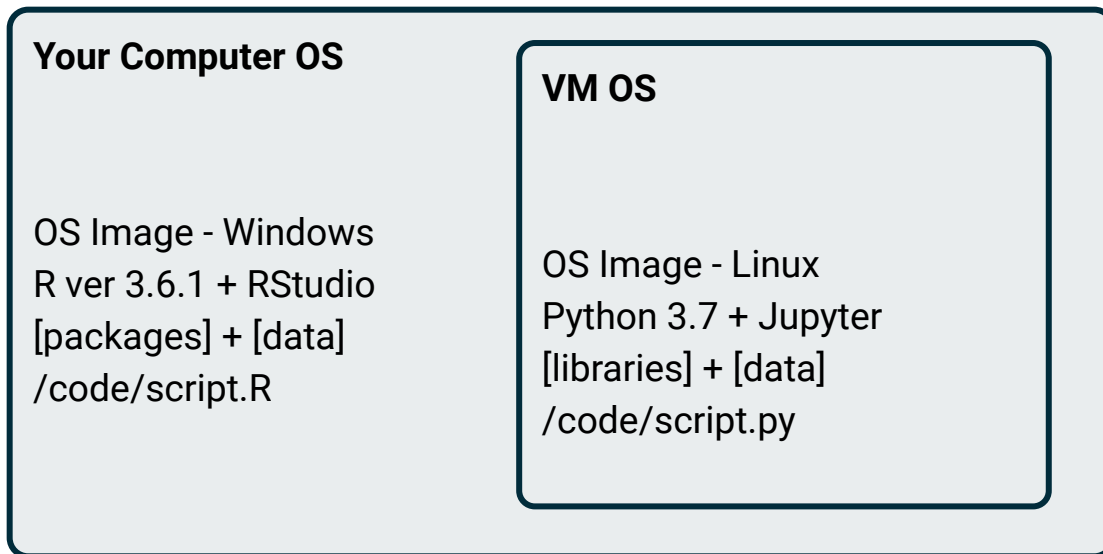 Your Computer OS
OS Image - Windows
R ver 3.6.1 + RStudio
[packages] + [data]
/code/script.R
VM OS
OS Image - Linux
Python 3.7 + Jupyter
[libraries] + [data]
/code/script.py